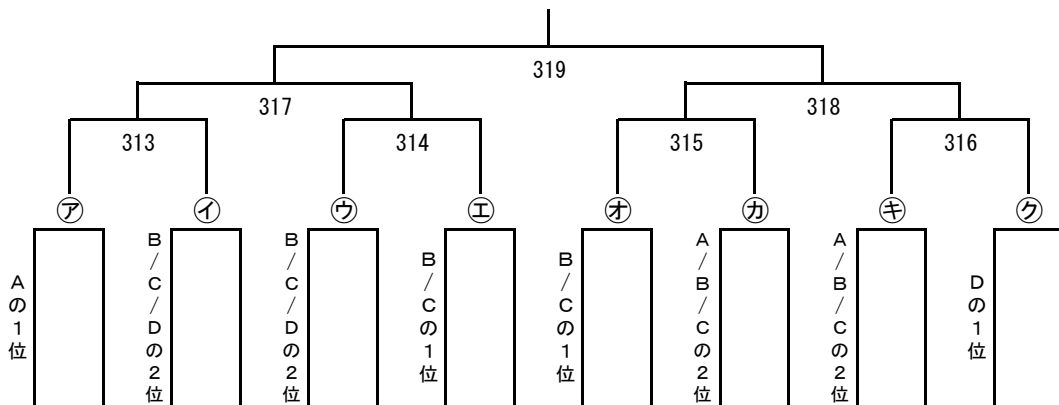 319
317
318
313
314
315
316
㋐
㋑
㋒
㋓
㋔
㋕
㋖
㋗
Aの1位
B/C/Dの2位
B/C/Dの2位
B/Cの1位
B/Cの1位
A/B/Cの2位
A/B/Cの2位
Dの1位